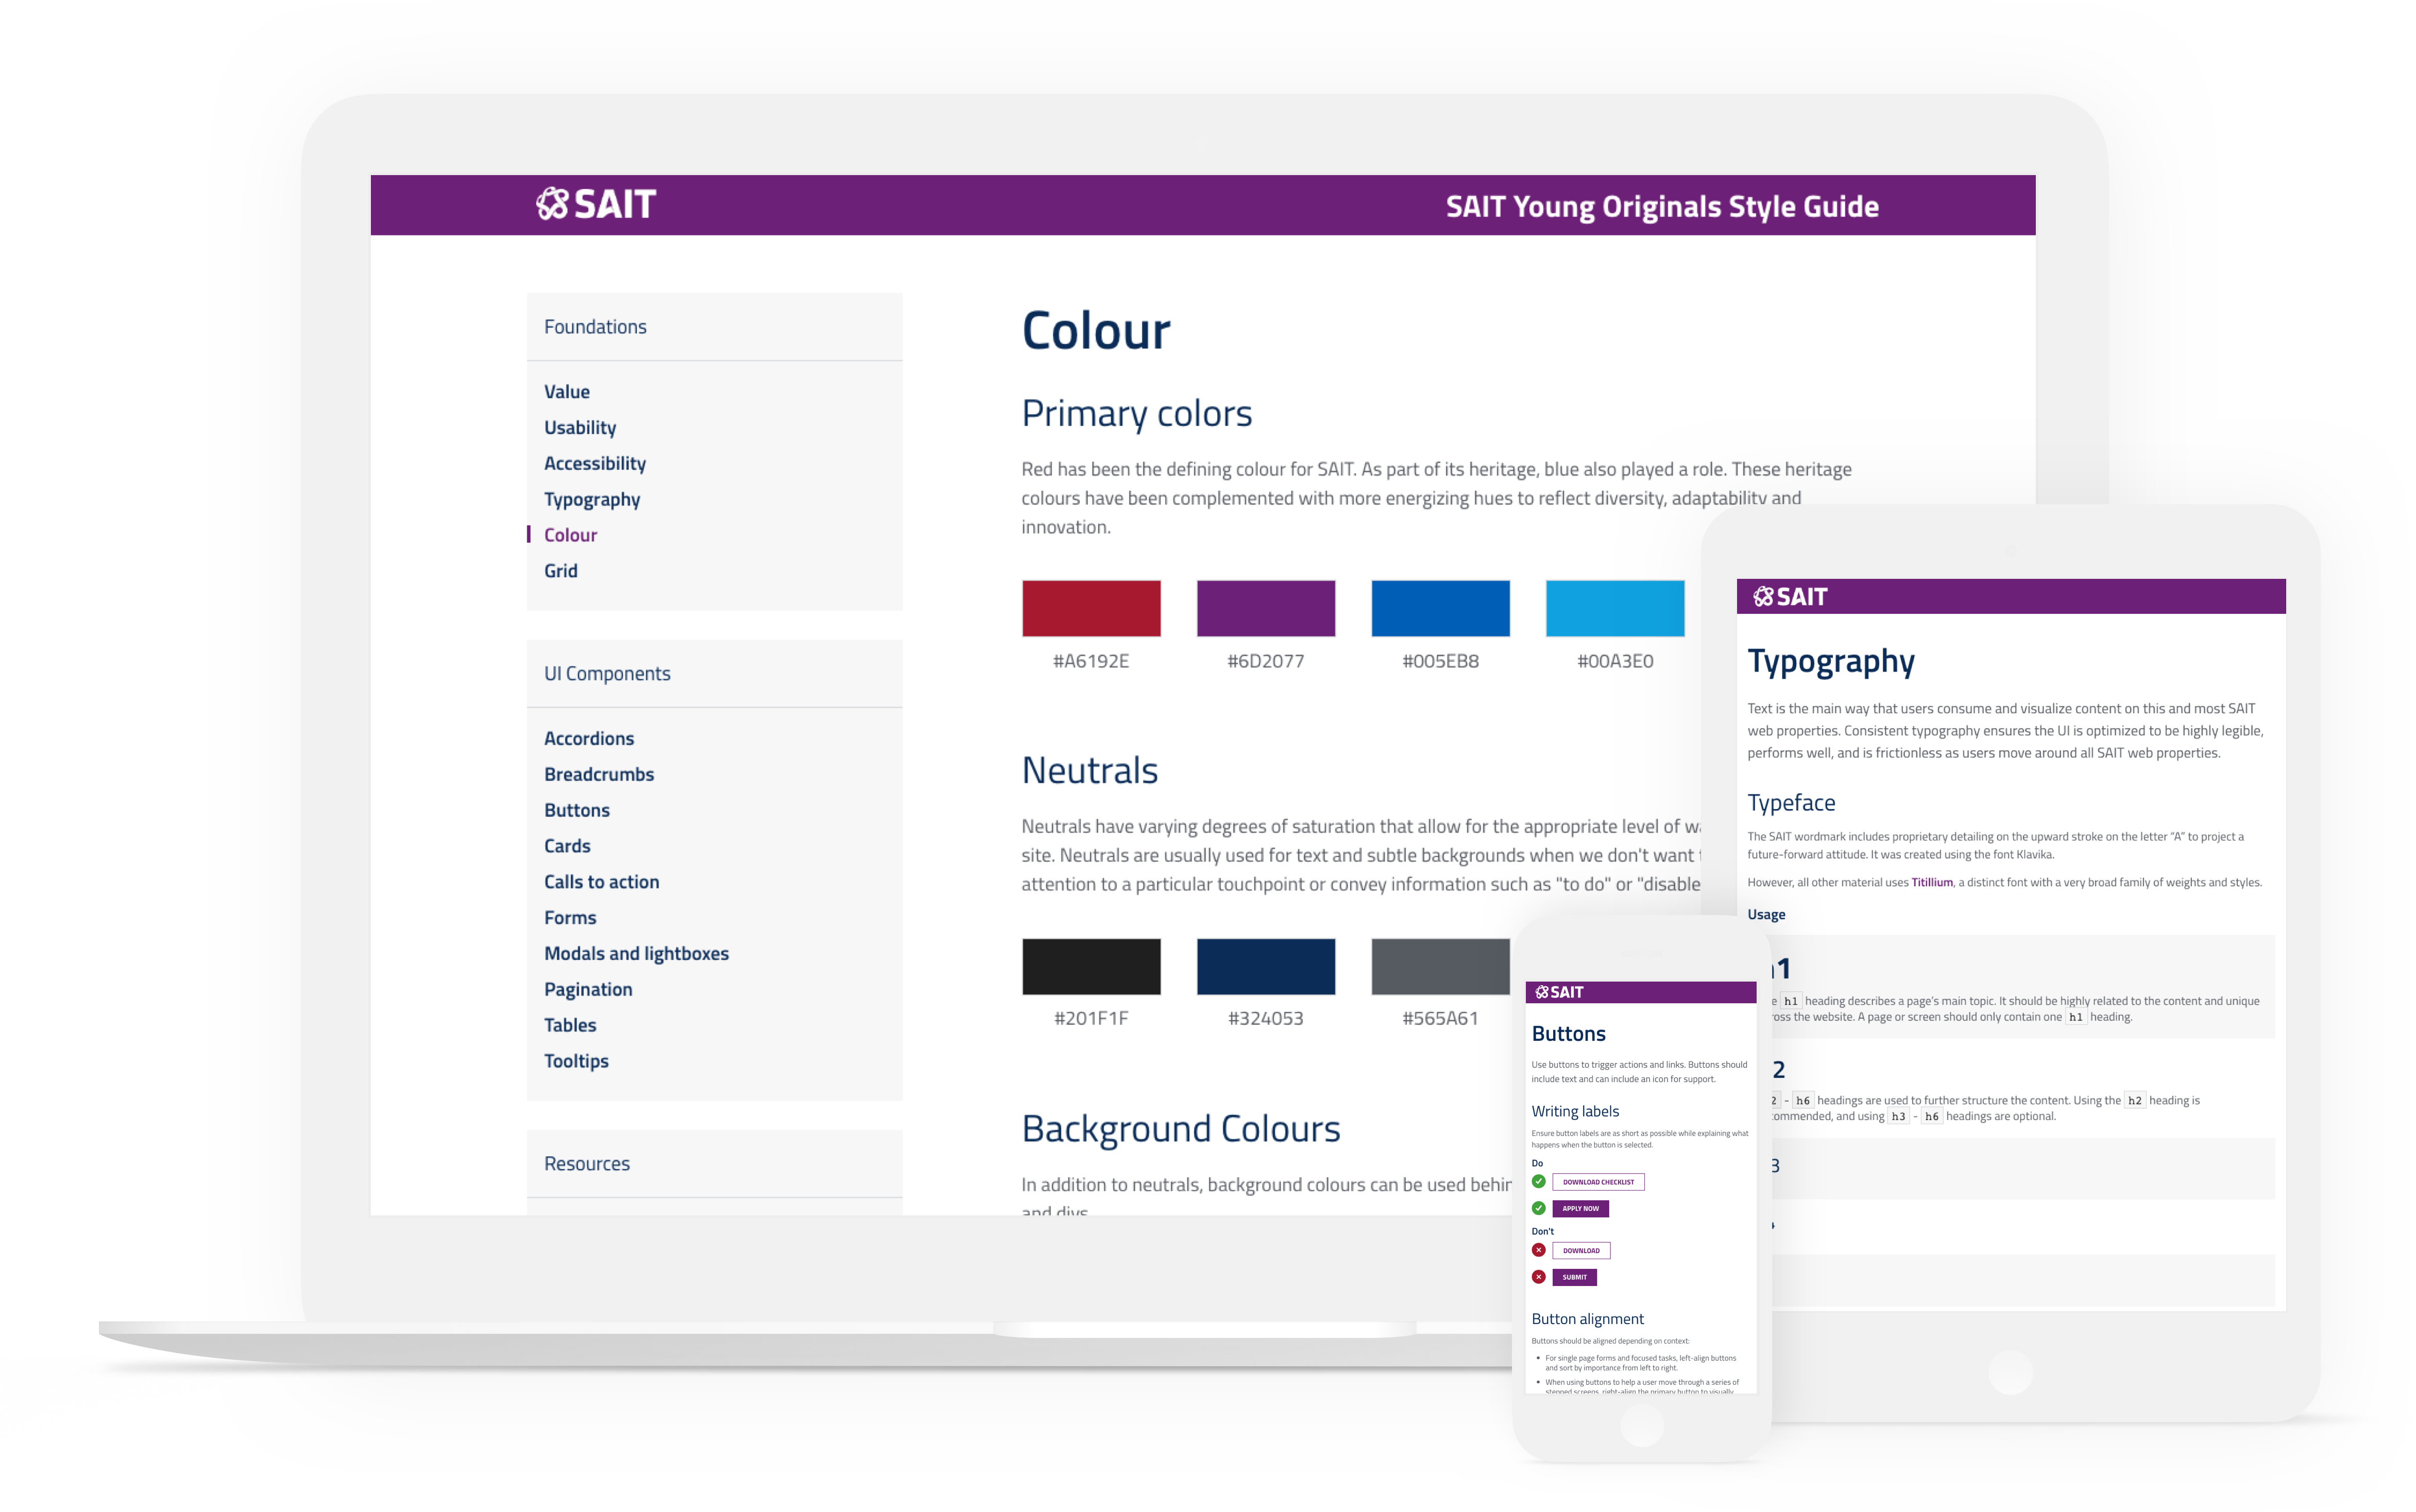 SAIT
SAIT Young Originals Style Guide
Foundations
Value
Usability
Accessibility
Typography
Colour
Grid
UI Components
Accordions
Breadcrumbs
Buttons
Cards
Calls to action
Forms
Modals and lightboxes
Pagination
Tables
Tooltips
Resources
Colour
Primary colors
Red has been the defining colour for SAIT. As part of its heritage, blue also played a role. These heritage
colours have been complemented with more energizing hues to reflect diversity, adaptability and
innovation.
#A6192E #6D2077 #005EB8 #00A3E0
Neutrals
Neutrals have varying degrees of saturation that allow for the appropriate level of
site. Neutrals are usually used for text and subtle backgrounds when we don't want
attention to a particular touchpoint or convey information such as "to do" or "disable
#201F1F #324053 #565A61
Background Colours
In addition to neutrals, background colours can be used
and divs
SAIT
Typography
Text is the main way that users consume and visualize content on this and most SAIT
web properties. Consistent typography ensures the UI is optimized to be highly legible,
performs well, and is frictionless as users move around all SAIT web properties.
Typeface
The SAIT wordmark includes proprietary detailing on the upward stroke on the letter “A” to project a
future-forward attitude. It was created using the font Klavika.
However, all other material uses Titillium, a distinct font with a very broad family of weights and styles.
Usage
h1
h1 heading describes a page’s main topic. It should be highly related to the content and unique
the website. A page or screen should only contain one h1 heading.
2
2 - h6 headings are used to further structure the content. Using the h2 heading is
ommended, and using h3 - h6 headings are optional.
3
SAIT
Buttons
Use buttons to trigger actions and links. Buttons should
include text and can include an icon for support.
Writing labels
Ensure button labels are as short as possible while explaining what
happens when the button is selected.
Do
DOWNLOAD CHECKLIST
APPLY NOW
Don't
DOWNLOAD
SUBMIT
Button alignment
Buttons should be aligned depending on context:
• For single page forms and focused tasks, left-align buttons
and sort by importance from left to right.
• When using buttons to help a user move through a series of
stepped screens, right-align the primary button to visually